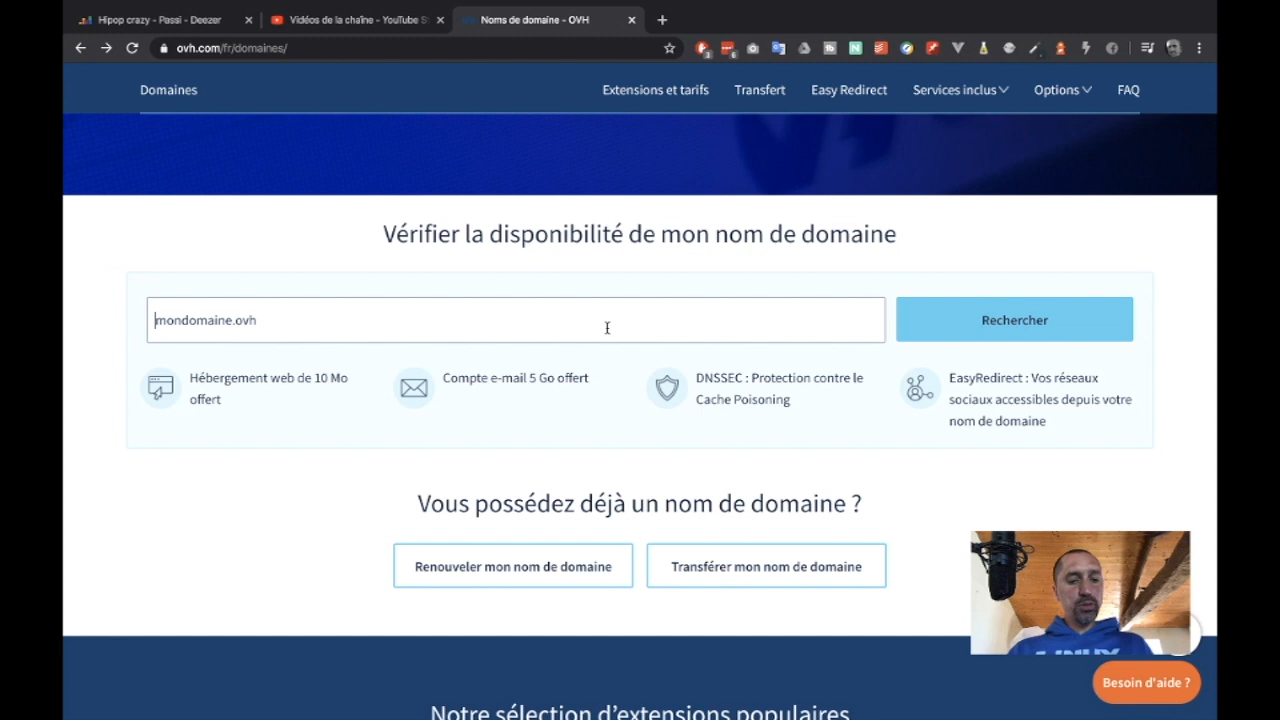 Hipop crazy - Passi - Deezer
Vidéos de la chaîne - YouTube S
Noms de domaine - OVH
ovh.com/fr/domaines/
Domaines
Extensions et tarifs
Transfert
Easy Redirect
Services inclus
Options
FAQ
Vérifier la disponibilité de mon nom de domaine
mondomaine.ovh
Rechercher
Hébergement web de 10 Mo
offert
Compte e-mail 5 Go offert
DNSSEC : Protection contre le
Cache Poisoning
EasyRedirect : Vos réseaux
sociaux accessibles depuis votre
nom de domaine
Vous possédez déjà un nom de domaine ?
Renouveler mon nom de domaine
Transférer mon nom de domaine
LINUX
Besoin d'aide ?
Notre sélection d'extensions populaires